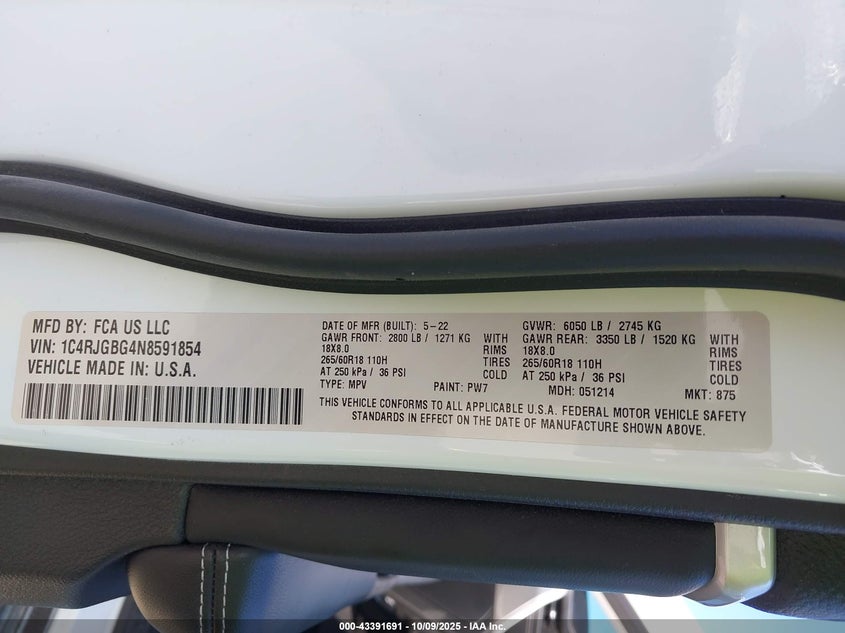 MFD BY: FCA US LLC
VIN: 1C4RJGBG4N8591854
VEHICLE MADE IN: U.S.A.
DATE OF MFR (BUILT): 5-22
GAWR FRONT: 2800 LB / 1271 KG WITH
18X8.0 RIMS
265/60R18 110H TIRES
AT 250 kPa / 36 PSI COLD
TYPE: MPV PAINT: PW7
GVWR: 6050 LB / 2745 KG
GAWR REAR: 3350 LB / 1520 KG WITH
18X8.0 RIMS
265/60R18 110H TIRES
AT 250 kPa / 36 PSI COLD
MDH: 051214 MKT: 875
THIS VEHICLE CONFORMS TO ALL APPLICABLE U.S.A. FEDERAL MOTOR VEHICLE SAFETY
STANDARDS IN EFFECT ON THE DATE OF MANUFACTURE SHOWN ABOVE.
000-43391691 - 10/09/2025 - IAA Inc.